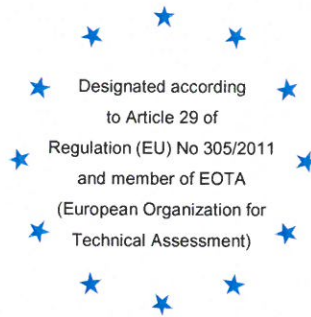 Designated according
to Article 29 of
Regulation (EU) No 305/2011
and member of EOTA
(European Organization for
Technical Assessment)